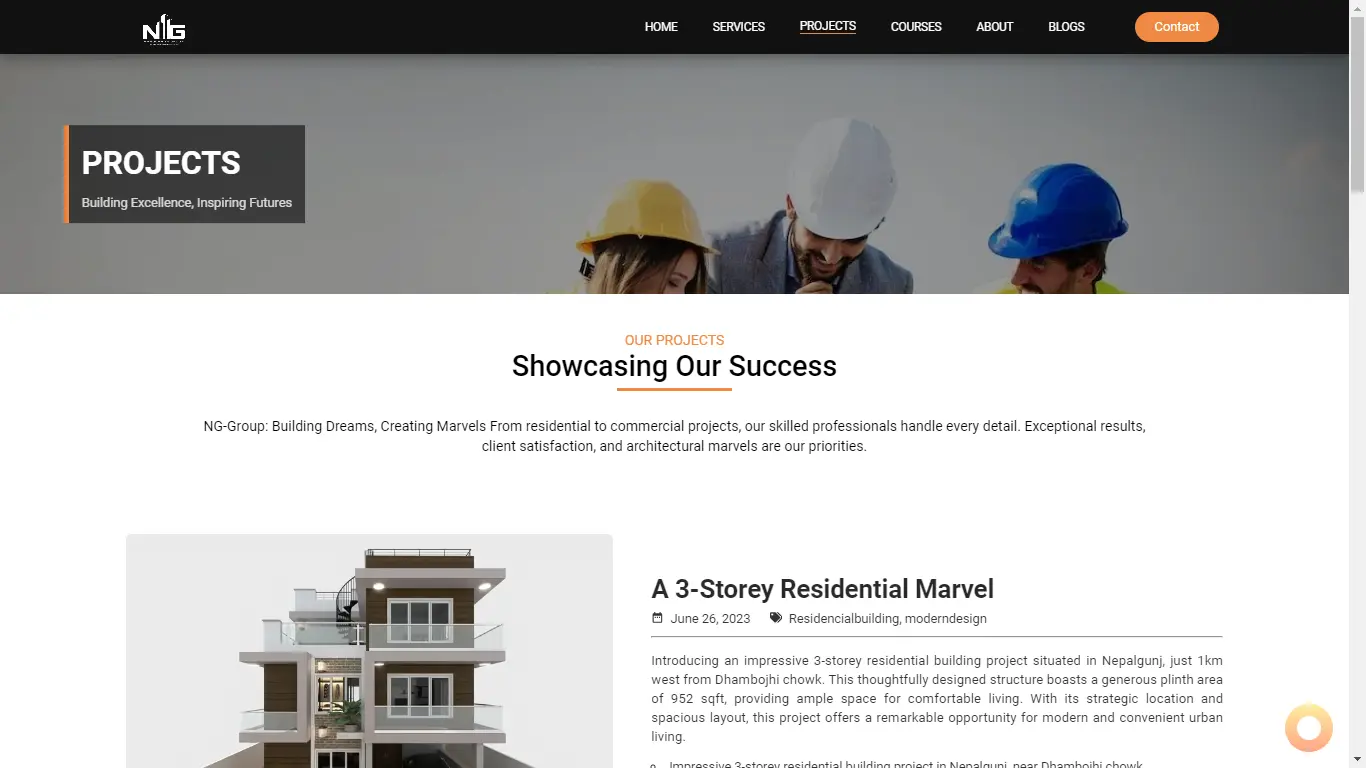 NG
HOME
SERVICES
PROJECTS
COURSES
ABOUT
BLOGS
Contact
PROJECTS
Building Excellence, Inspiring Futures
OUR PROJECTS
Showcasing Our Success
NG-Group: Building Dreams, Creating Marvels From residential to commercial projects, our skilled professionals handle every detail. Exceptional results,
client satisfaction, and architectural marvels are our priorities.
A 3-Storey Residential Marvel
June 26, 2023
Residencialbuilding, moderndesign
Introducing an impressive 3-storey residential building project situated in Nepalgunj, just 1km
west from Dhambojhi chowk. This thoughtfully designed structure boasts a generous plinth area
of 952 sqft, providing ample space for comfortable living. With its strategic location and
spacious layout, this project offers a remarkable opportunity for modern and convenient urban
living.
Impressive 3-storey residential building project in Nepalgunj, near Dhambojhi chowk.